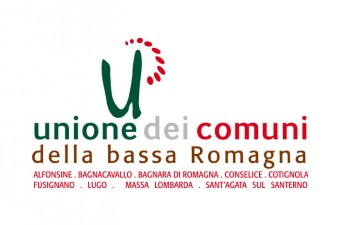 unione dei comuni
della bassa Romagna
ALFONSINE . BAGNACAVALLO . BAGNARA DI ROMAGNA . CONSELICE . COTIGNOLA
FUSIGNANO . LUGO . MASSA LOMBARDA . SANT'AGATA SUL SANTERNO